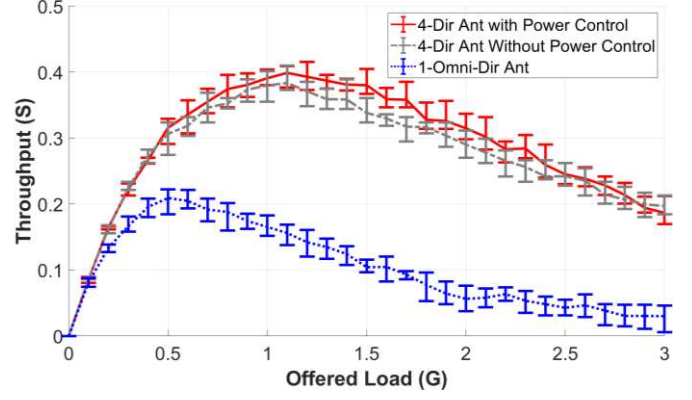 4-Dir Ant with Power Control
4-Dir Ant Without Power Control
1-Omni-Dir Ant
Throughput (S)
0.5
0.4
0.3
0.2
0.1
0
0 0.5 1 1.5 2 2.5 3
Offered Load (G)